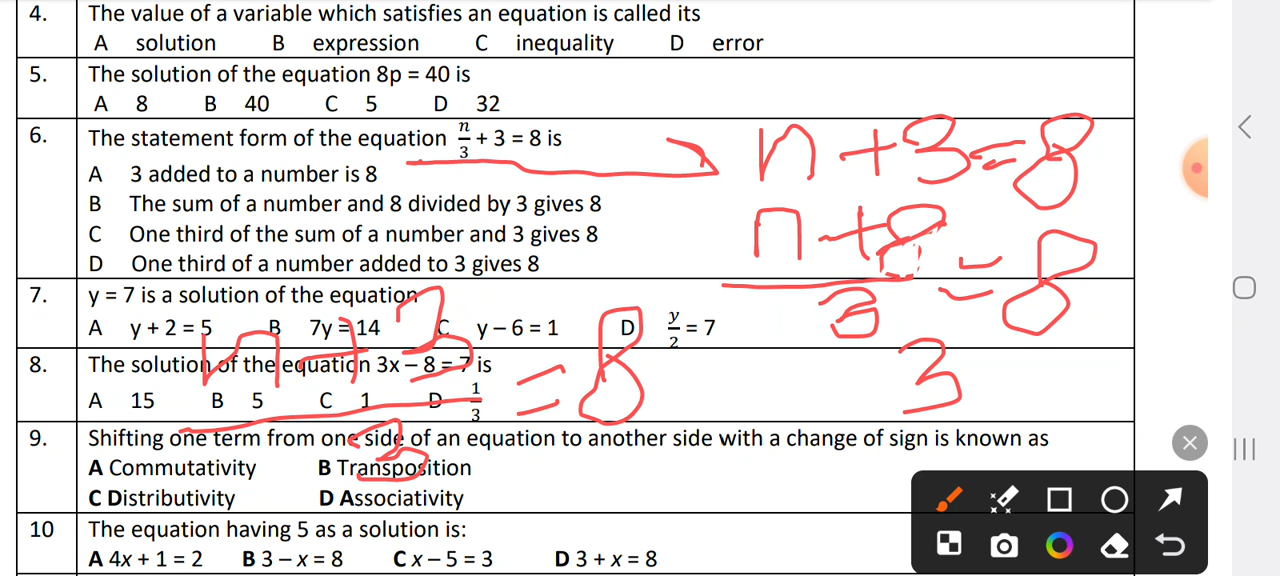 4. The value of a variable which satisfies an equation is called its
A solution B expression C inequality D error
5. The solution of the equation 8p = 40 is
A 8 B 40 C 5 D 32
6. The statement form of the equation n/3 + 3 = 8 is
A 3 added to a number is 8
B The sum of a number and 8 divided by 3 gives 8
C One third of the sum of a number and 3 gives 8
D One third of a number added to 3 gives 8
n + 3 = 8
n + 8
= 8
3
3
7. y = 7 is a solution of the equation
A y + 2 = 5 B 7y = 14 C y – 6 = 1 D y/2 = 7
8. The solution of the equation 3x – 8 = 7 is
A 15 B 5 C 1 D 1/3
n + 3 = 8
3
9. Shifting one term from one side of an equation to another side with a change of sign is known as
A Commutativity B Transposition
C Distributivity D Associativity
10 The equation having 5 as a solution is:
A 4x + 1 = 2 B 3 – x = 8 C x – 5 = 3 D 3 + x = 8